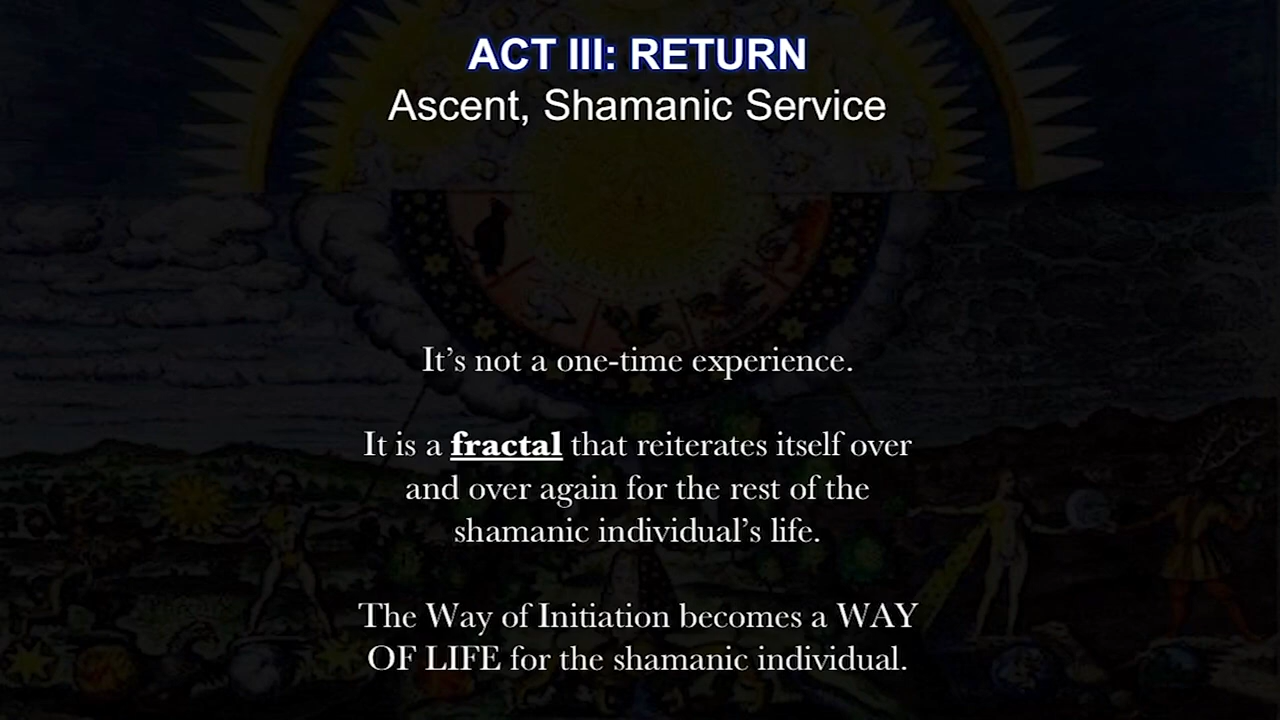 ACT III: RETURN
Ascent, Shamanic Service
It’s not a one-time experience.
It is a fractal that reiterates itself over
and over again for the rest of the
shamanic individual’s life.
The Way of Initiation becomes a WAY
OF LIFE for the shamanic individual.